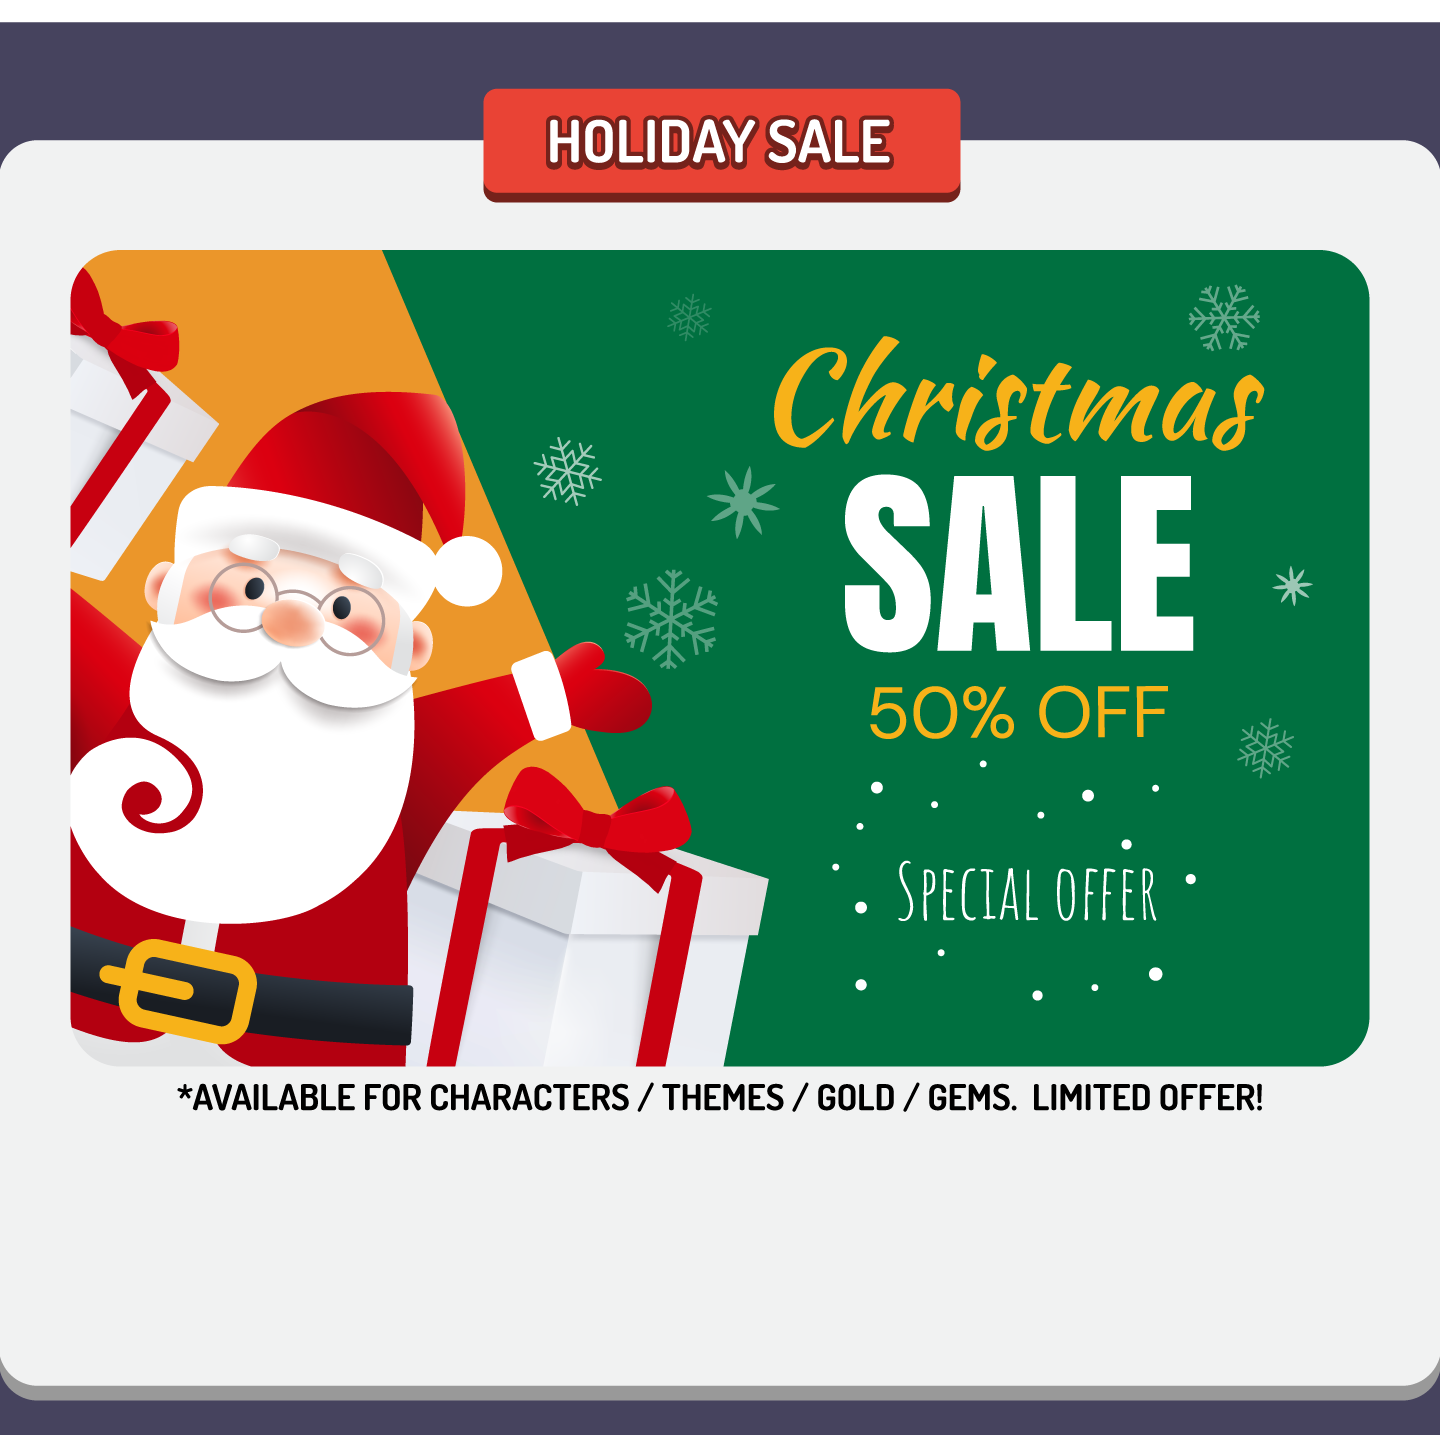 HOLIDAY SALE
Christmas
SALE
50% OFF
SPECIAL OFFER
*AVAILABLE FOR CHARACTERS / THEMES / GOLD / GEMS. LIMITED OFFER!